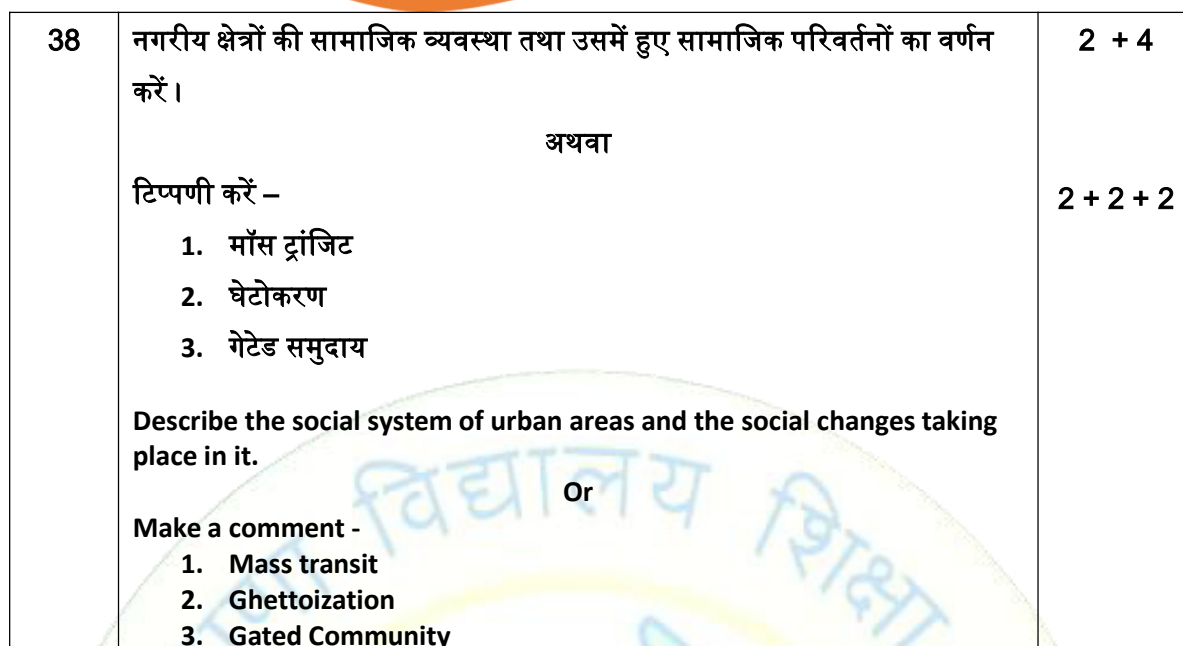 38 नगरीय क्षेत्रों की सामाजिक व्यवस्था तथा उसमें हुए सामाजिक परिवर्तनों का वर्णन 2 + 4
करें।
अथवा
टिप्पणी करें – 2 + 2 + 2
1. मॉस ट्रांजिट
2. घेटोकरण
3. गेटेड समुदाय
Describe the social system of urban areas and the social changes taking
place in it.
Or
Make a comment -
1. Mass transit
2. Ghettoization
3. Gated Community
विद्यालय